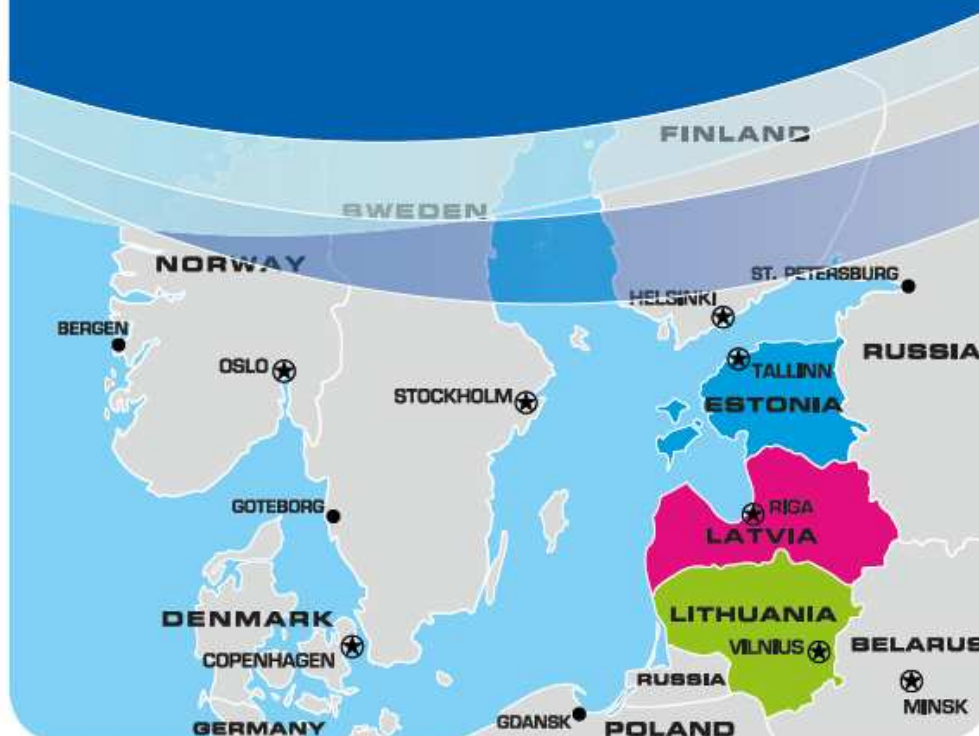 FINLAND
SWEDEN
NORWAY
ST. PETERSBURG
HELSINKI
BERGEN
RUSSIA
OSLO
TALLINN
STOCKHOLM
ESTONIA
GOTEBORG
RIGA
LATVIA
DENMARK
LITHUANIA
COPENHAGEN
VILNIUS
BELARUS
RUSSIA
MINSK
GERMANY
GDANSK
POLAND